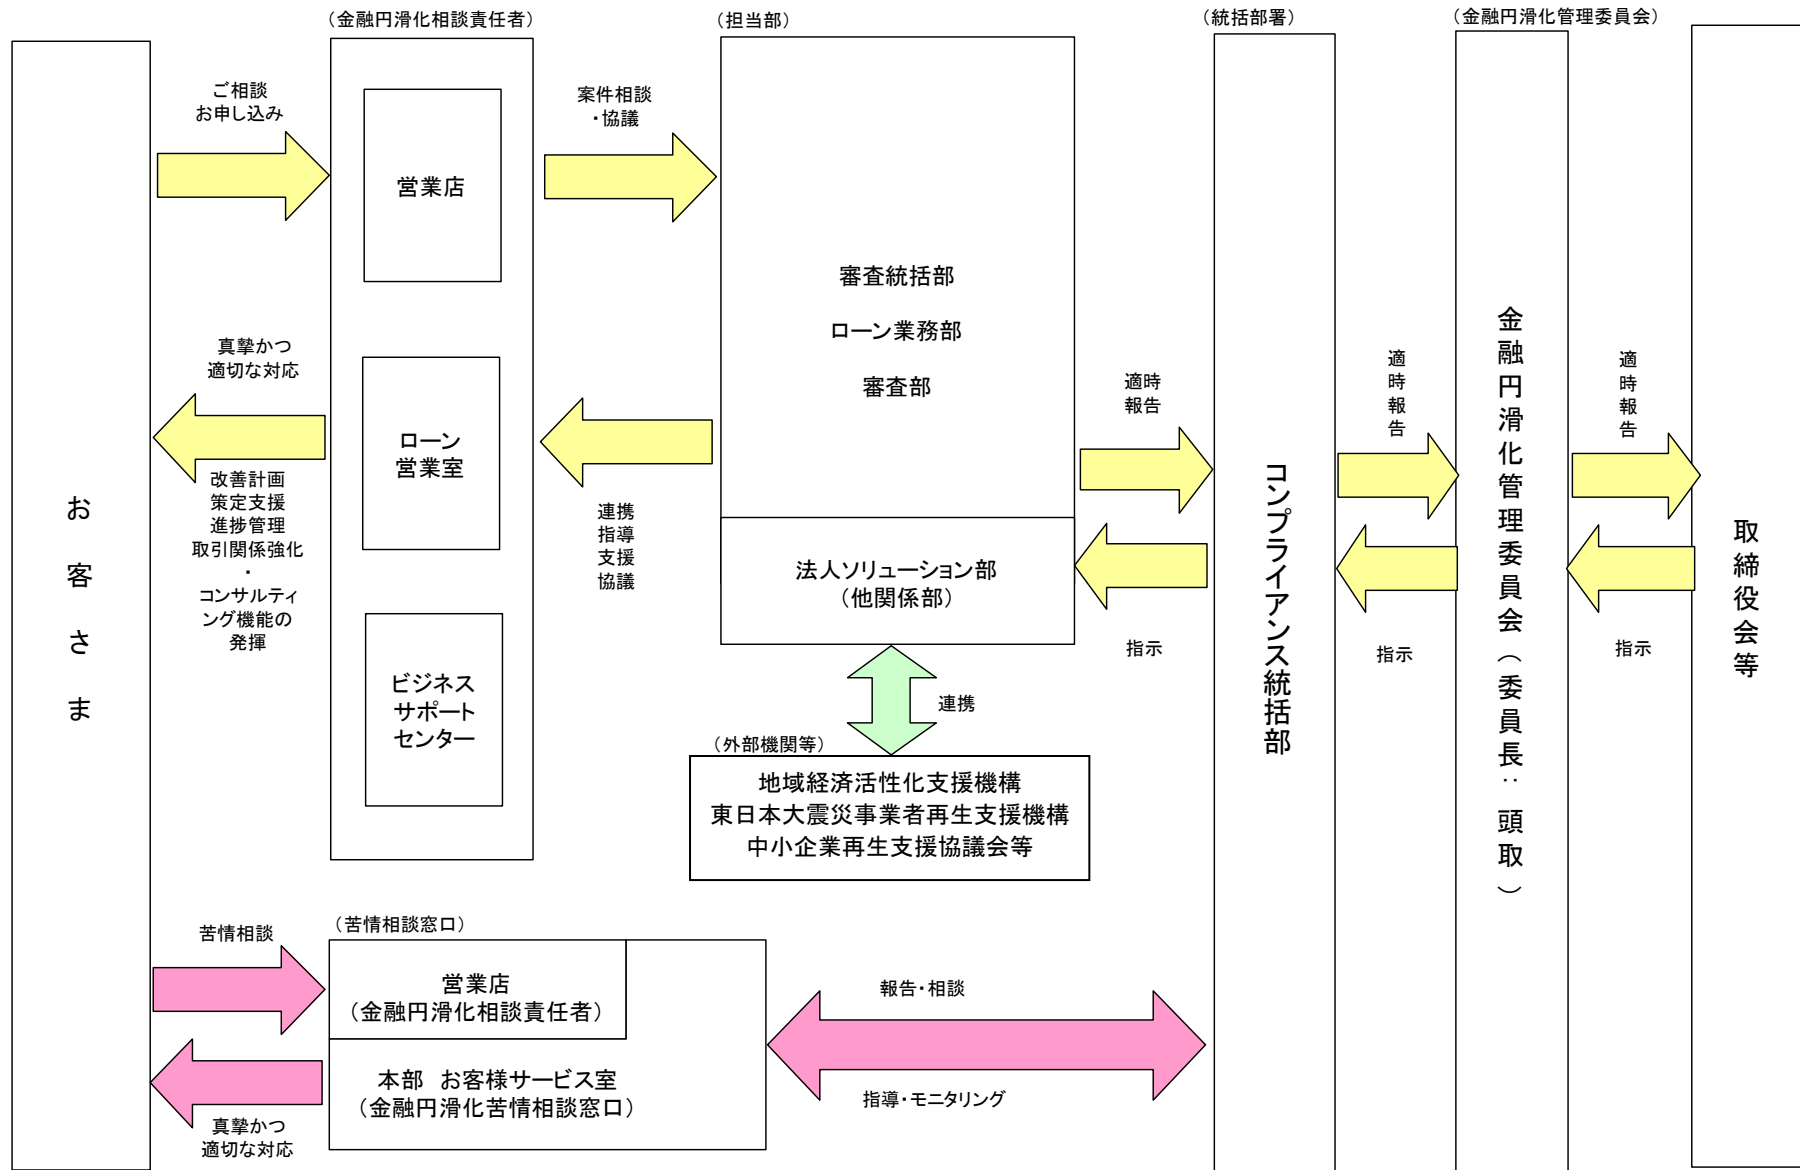 （金融円滑化相談責任者）
（担当部）
（統括部署）
（金融円滑化管理委員会）
お客さま
ご相談
お申し込み
営業店
案件相談
・協議
審査統括部
ローン業務部
審査部
真摯かつ
適切な対応
ローン
営業室
改善計画
策定支援
進捗管理
取引関係強化
・
コンサルティ
ング機能の
発揮
連携
指導
支援
協議
法人ソリューション部
（他関係部）
ビジネス
サポート
センター
適時
報告
指示
コンプライアンス統括部
適時報告
指示
金融円滑化管理委員会（委員長：頭取）
適時報告
指示
取締役会等
連携
（外部機関等）
地域経済活性化支援機構
東日本大震災事業者再生支援機構
中小企業再生支援協議会等
苦情相談
（苦情相談窓口）
営業店
（金融円滑化相談責任者）
本部　お客様サービス室
（金融円滑化苦情相談窓口）
真摯かつ
適切な対応
報告・相談
指導・モニタリング